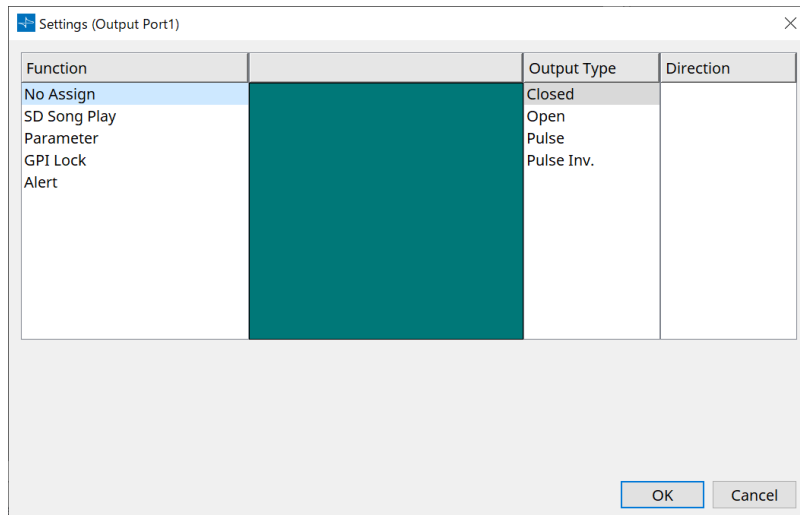 Settings (Output Port1)
Function Output Type Direction
No Assign Closed
SD Song Play Open
Parameter Pulse
GPI Lock Pulse Inv.
Alert
OK Cancel